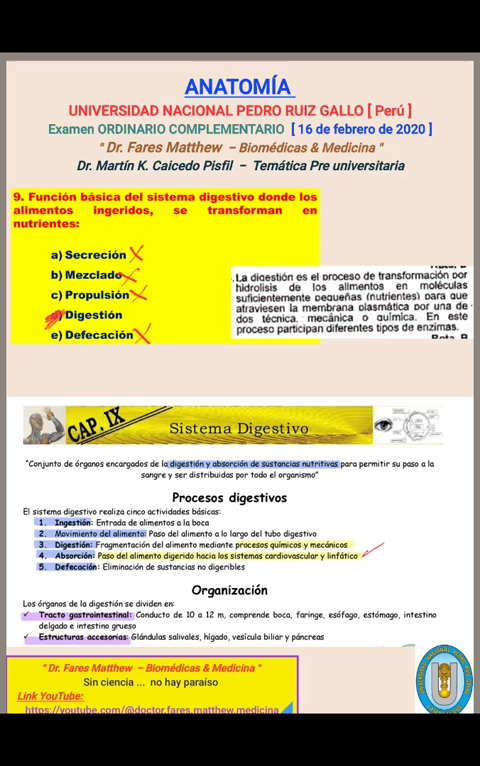 ANATOMÍA
UNIVERSIDAD NACIONAL PEDRO RUIZ GALLO [ Perú ]
Examen ORDINARIO COMPLEMENTARIO [ 16 de febrero de 2020 ]
" Dr. Fares Matthew – Biomédicas & Medicina "
Dr. Martín K. Caicedo Pisfil – Temática Pre universitaria
9. Función básica del sistema digestivo donde los
alimentos ingeridos, se transforman en
nutrientes:
a) Secreción
b) Mezclado
c) Propulsión
d) Digestión
e) Defecación
La digestión es el proceso de transformación por
hidrolisis de los alimentos en moléculas
suficientemente pequeñas (nutrientes) para que
atraviesen la membrana plasmática por una de
dos técnica. mecánica o química. En este
proceso participan diferentes tipos de enzimas.
CAP. IX
Sistema Digestivo
"Conjunto de órganos encargados de la digestión y absorción de sustancias nutritivas para permitir su paso a la
sangre y ser distribuidas por todo el organismo"
Procesos digestivos
El sistema digestivo realiza cinco actividades básicas:
1. Ingestión: Entrada de alimentos a la boca
2. Movimiento del alimento: Paso del alimento a lo largo del tubo digestivo
3. Digestión: Fragmentación del alimento mediante procesos químicos y mecánicos
4. Absorción: Paso del alimento digerido hacia los sistemas cardiovascular y linfático
5. Defecación: Eliminación de sustancias no digeribles
Organización
Los órganos de la digestión se dividen en:
✓ Tracto gastrointestinal: Conducto de 10 a 12 m, comprende boca, faringe, esófago, estómago, intestino
delgado e intestino grueso
✓ Estructuras accesorias: Glándulas salivales, hígado, vesícula biliar y páncreas
" Dr. Fares Matthew – Biomédicas & Medicina "
Sin ciencia ... no hay paraíso
Link YouTube:
https://youtube.com/@doctor.fares.matthew.medicina